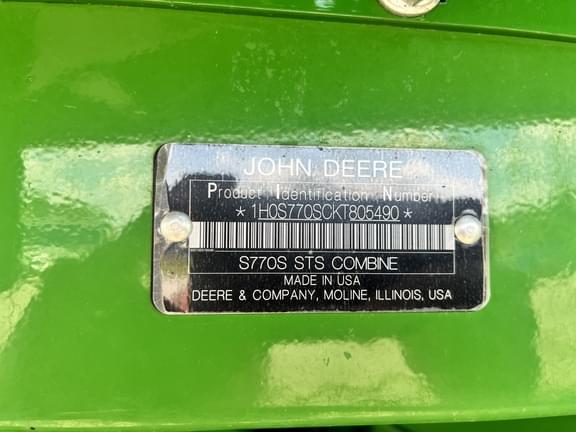 JOHN DEERE
Product Identification Number
*1H0S770SCKT805490*
S770S STS COMBINE
MADE IN USA
DEERE & COMPANY, MOLINE, ILLINOIS, USA